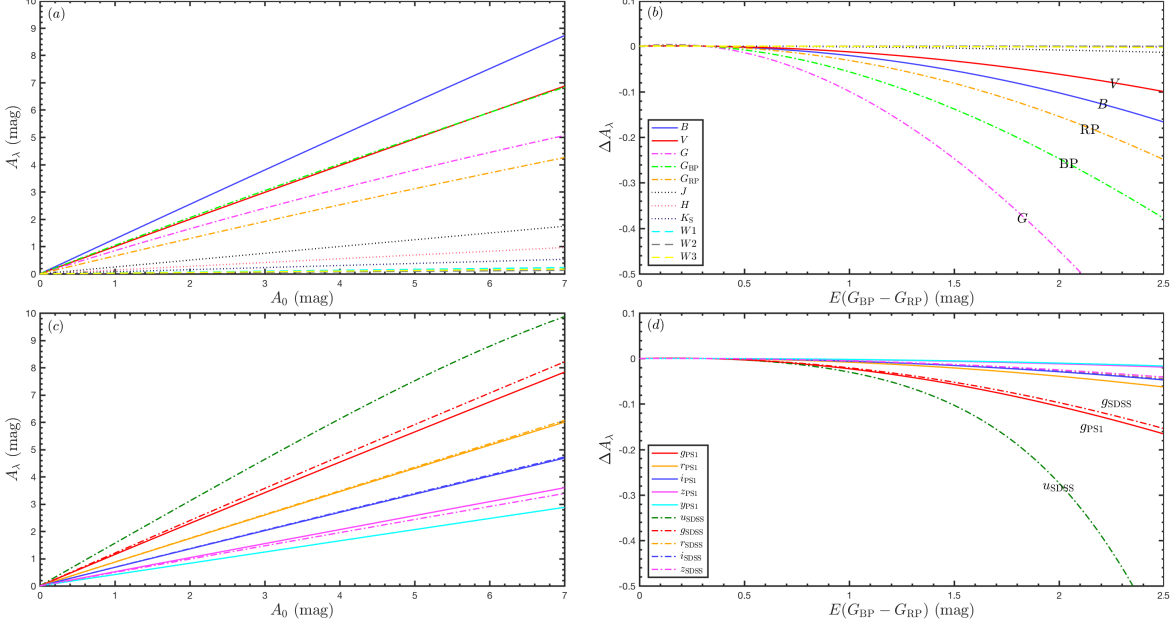 (a)
10
9
8
7
6
5
4
3
2
1
0
A_λ (mag)
0 1 2 3 4 5 6 7
A_0 (mag)
(b)
0.1
0
-0.1
-0.2
-0.3
-0.4
-0.5
ΔA_λ
V
B
RP
BP
G
B
V
G
G_BP
G_RP
J
H
K_S
W1
W2
W3
0 0.5 1 1.5 2 2.5
E(G_BP − G_RP) (mag)
(c)
10
9
8
7
6
5
4
3
2
1
0
A_λ (mag)
0 1 2 3 4 5 6 7
A_0 (mag)
(d)
0.1
0
-0.1
-0.2
-0.3
-0.4
-0.5
ΔA_λ
g_SDSS
g_PS1
u_SDSS
g_PS1
r_PS1
i_PS1
z_PS1
y_PS1
u_SDSS
g_SDSS
r_SDSS
i_SDSS
z_SDSS
0 0.5 1 1.5 2 2.5
E(G_BP − G_RP) (mag)